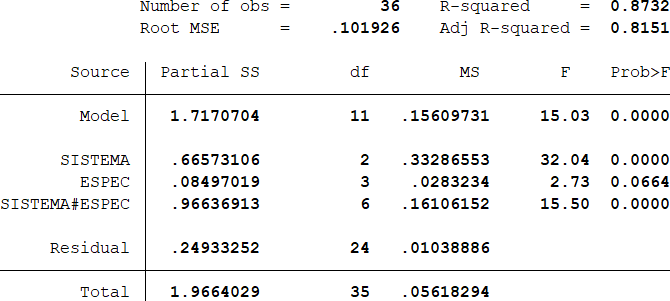 Number of obs = 36 R-squared = 0.8732
Root MSE = .101926 Adj R-squared = 0.8151
Source Partial SS df MS F Prob>F
Model 1.7170704 11 .15609731 15.03 0.0000
SISTEMA .66573106 2 .33286553 32.04 0.0000
ESPEC .08497019 3 .0283234 2.73 0.0664
SISTEMA#ESPEC .96636913 6 .16106152 15.50 0.0000
Residual .24933252 24 .01038886
Total 1.9664029 35 .05618294